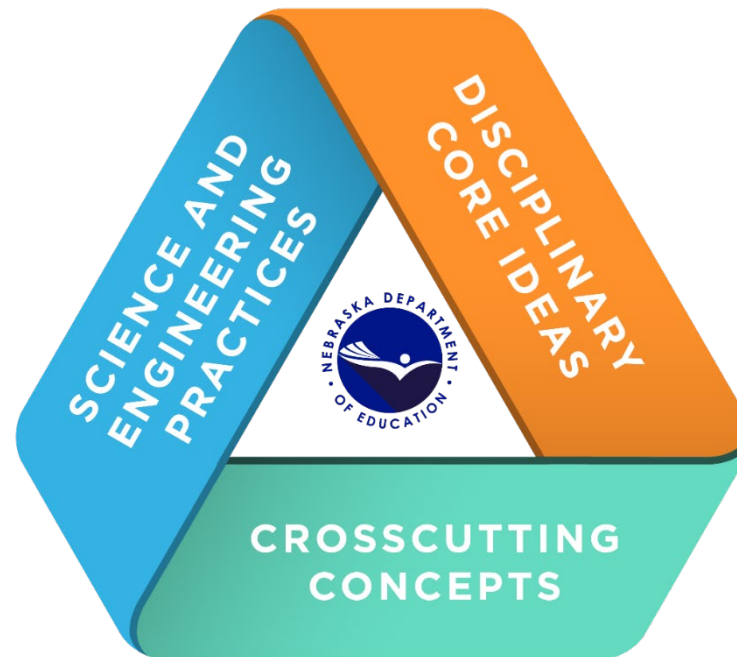 SCIENCE AND
ENGINEERING
PRACTICES
DISCIPLINARY
CORE IDEAS
• NEBRASKA DEPARTMENT •
OF EDUCATION
CROSSCUTTING
CONCEPTS